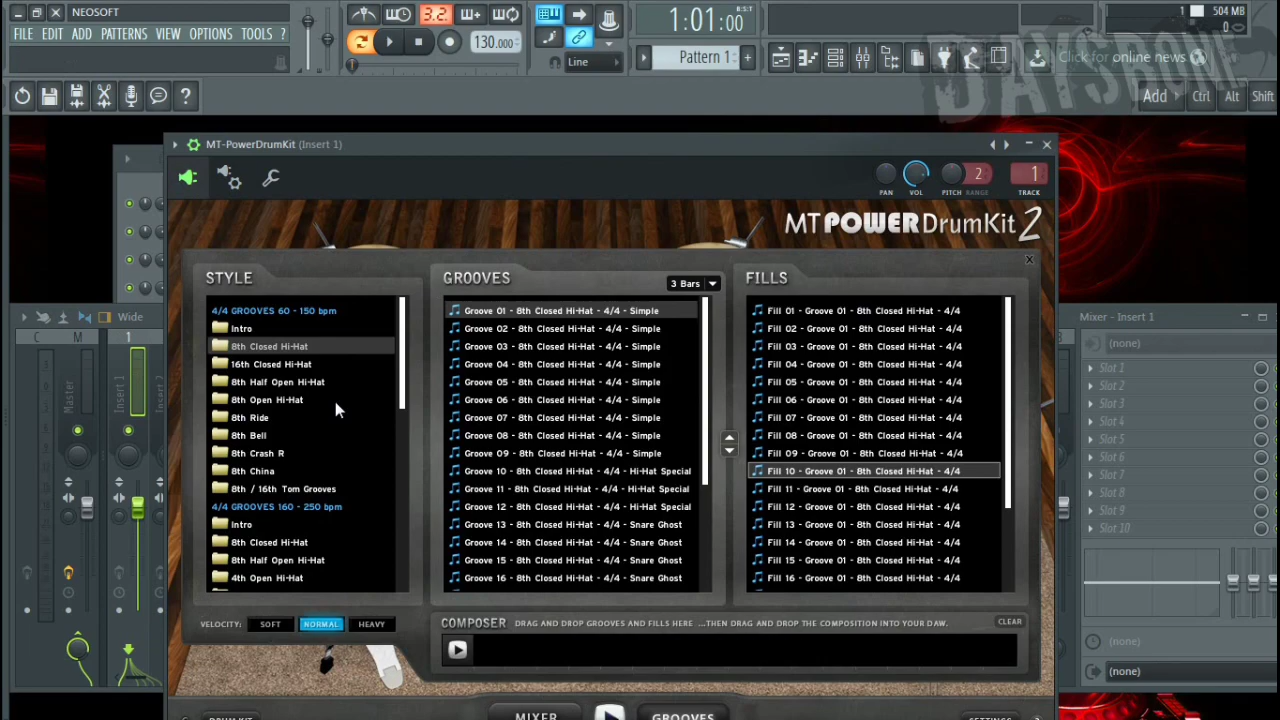 NEOSOFT
FILE EDIT ADD PATTERNS VIEW OPTIONS TOOLS ?
3.2
130.000
1:01:00
B:S:T
Line
Pattern 1
1
504 MB
0
DAYSGONE
Click for online news
Add Ctrl Alt Shift
MT-PowerDrumKit (Insert 1)
PAN VOL PITCH RANGE 2 TRACK 1
MT POWER DrumKit 2
STYLE
4/4 GROOVES 60 - 150 bpm
Intro
8th Closed Hi-Hat
16th Closed Hi-Hat
8th Half Open Hi-Hat
8th Open Hi-Hat
8th Ride
8th Bell
8th Crash R
8th China
8th / 16th Tom Grooves
4/4 GROOVES 160 - 250 bpm
Intro
8th Closed Hi-Hat
8th Half Open Hi-Hat
4th Open Hi-Hat
VELOCITY: SOFT NORMAL HEAVY
GROOVES
3 Bars
Groove 01 - 8th Closed Hi-Hat - 4/4 - Simple
Groove 02 - 8th Closed Hi-Hat - 4/4 - Simple
Groove 03 - 8th Closed Hi-Hat - 4/4 - Simple
Groove 04 - 8th Closed Hi-Hat - 4/4 - Simple
Groove 05 - 8th Closed Hi-Hat - 4/4 - Simple
Groove 06 - 8th Closed Hi-Hat - 4/4 - Simple
Groove 07 - 8th Closed Hi-Hat - 4/4 - Simple
Groove 08 - 8th Closed Hi-Hat - 4/4 - Simple
Groove 09 - 8th Closed Hi-Hat - 4/4 - Simple
Groove 10 - 8th Closed Hi-Hat - 4/4 - Hi-Hat Special
Groove 11 - 8th Closed Hi-Hat - 4/4 - Hi-Hat Special
Groove 12 - 8th Closed Hi-Hat - 4/4 - Hi-Hat Special
Groove 13 - 8th Closed Hi-Hat - 4/4 - Snare Ghost
Groove 14 - 8th Closed Hi-Hat - 4/4 - Snare Ghost
Groove 15 - 8th Closed Hi-Hat - 4/4 - Snare Ghost
Groove 16 - 8th Closed Hi-Hat - 4/4 - Snare Ghost
FILLS
Fill 01 - Groove 01 - 8th Closed Hi-Hat - 4/4
Fill 02 - Groove 01 - 8th Closed Hi-Hat - 4/4
Fill 03 - Groove 01 - 8th Closed Hi-Hat - 4/4
Fill 04 - Groove 01 - 8th Closed Hi-Hat - 4/4
Fill 05 - Groove 01 - 8th Closed Hi-Hat - 4/4
Fill 06 - Groove 01 - 8th Closed Hi-Hat - 4/4
Fill 07 - Groove 01 - 8th Closed Hi-Hat - 4/4
Fill 08 - Groove 01 - 8th Closed Hi-Hat - 4/4
Fill 09 - Groove 01 - 8th Closed Hi-Hat - 4/4
Fill 10 - Groove 01 - 8th Closed Hi-Hat - 4/4
Fill 11 - Groove 01 - 8th Closed Hi-Hat - 4/4
Fill 12 - Groove 01 - 8th Closed Hi-Hat - 4/4
Fill 13 - Groove 01 - 8th Closed Hi-Hat - 4/4
Fill 14 - Groove 01 - 8th Closed Hi-Hat - 4/4
Fill 15 - Groove 01 - 8th Closed Hi-Hat - 4/4
Fill 16 - Groove 01 - 8th Closed Hi-Hat - 4/4
COMPOSER DRAG AND DROP GROOVES AND FILLS HERE ...THEN DRAG AND DROP THE COMPOSITION INTO YOUR DAW. CLEAR
MIXER GROOVES
Wide
C M 1
Master
Insert 1
Mixer - Insert 1
(none)
Slot 1
Slot 2
Slot 3
Slot 4
Slot 5
Slot 6
Slot 7
Slot 8
Slot 9
Slot 10
(none)
(none)